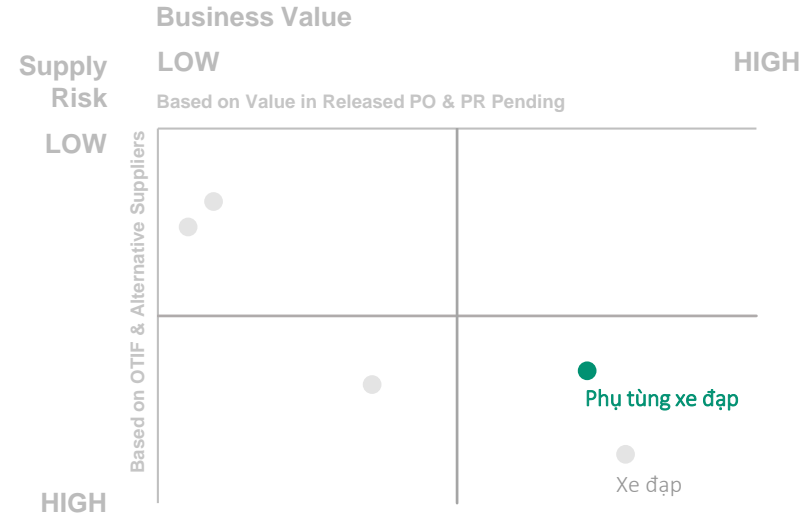 Business Value
Supply Risk
LOW
HIGH
Based on Value in Released PO & PR Pending
LOW
Based on OTIF & Alternative Suppliers
Phụ tùng xe đạp
Xe đạp
HIGH